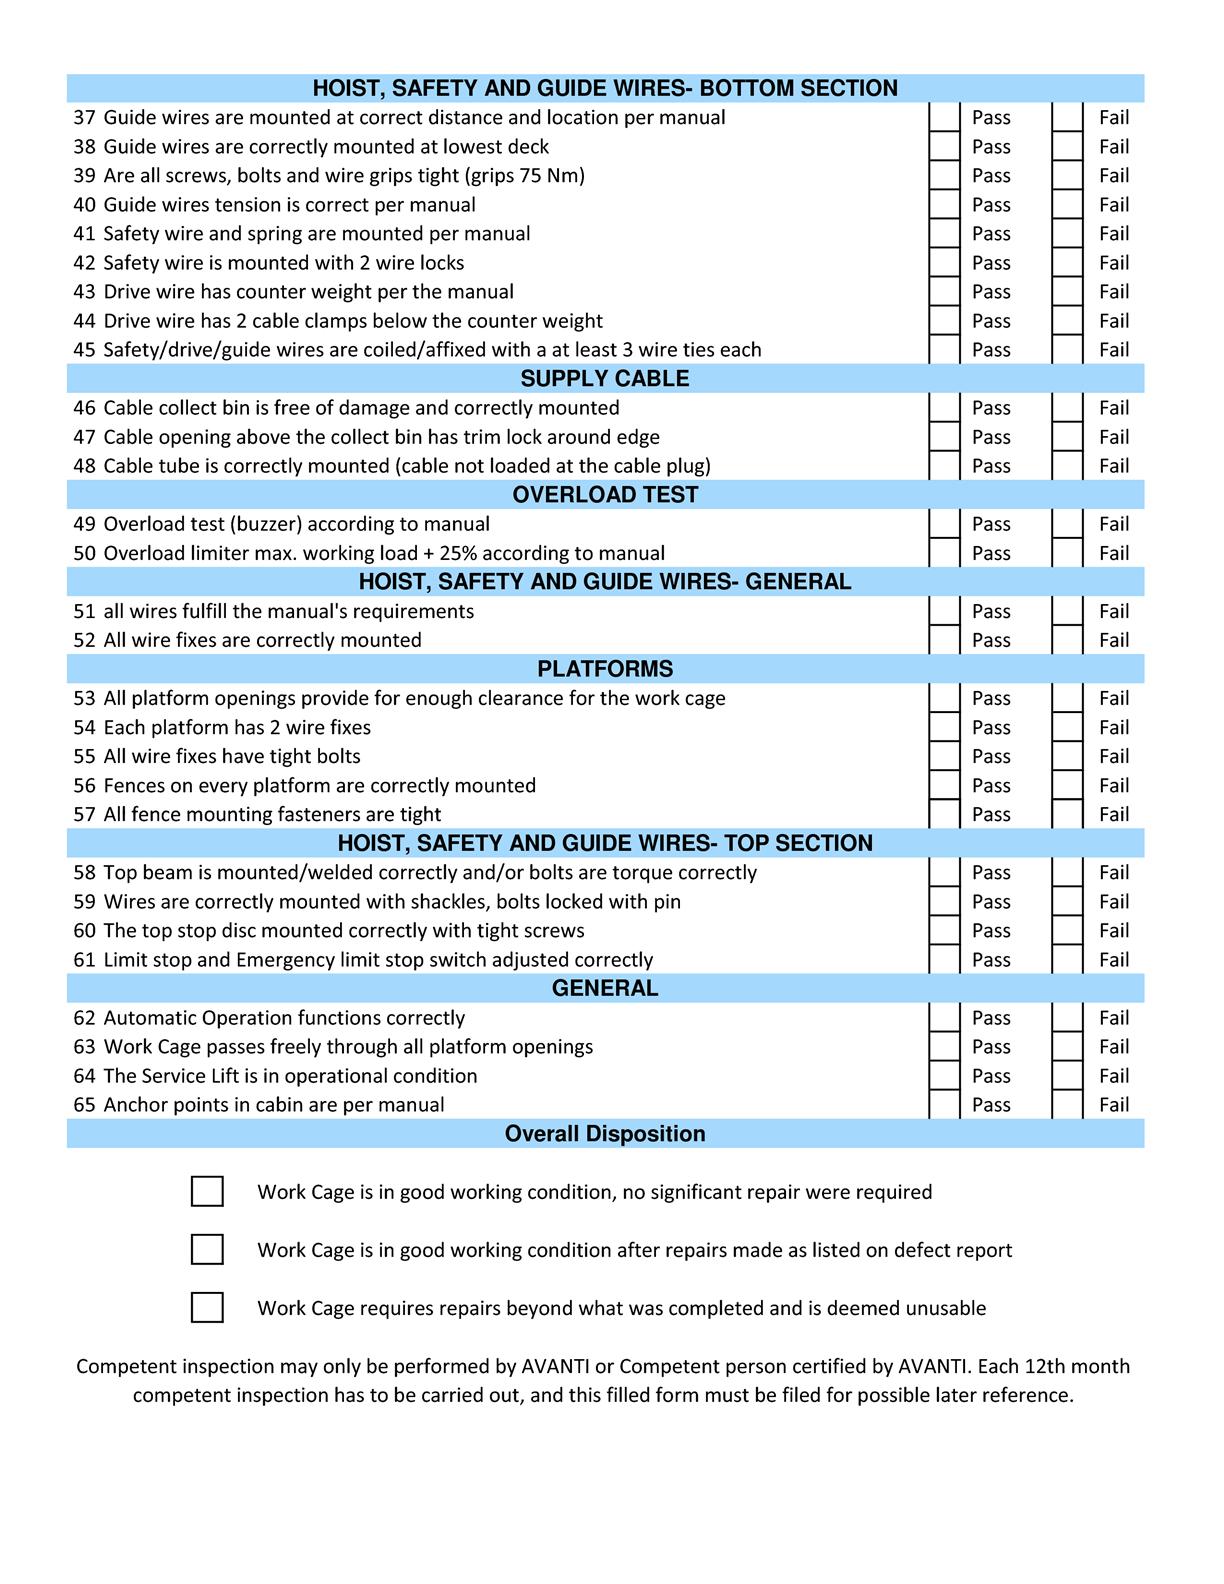 HOIST, SAFETY AND GUIDE WIRES- BOTTOM SECTION
37 Guide wires are mounted at correct distance and location per manual Pass Fail
38 Guide wires are correctly mounted at lowest deck Pass Fail
39 Are all screws, bolts and wire grips tight (grips 75 Nm) Pass Fail
40 Guide wires tension is correct per manual Pass Fail
41 Safety wire and spring are mounted per manual Pass Fail
42 Safety wire is mounted with 2 wire locks Pass Fail
43 Drive wire has counter weight per the manual Pass Fail
44 Drive wire has 2 cable clamps below the counter weight Pass Fail
45 Safety/drive/guide wires are coiled/affixed with a at least 3 wire ties each Pass Fail
SUPPLY CABLE
46 Cable collect bin is free of damage and correctly mounted Pass Fail
47 Cable opening above the collect bin has trim lock around edge Pass Fail
48 Cable tube is correctly mounted (cable not loaded at the cable plug) Pass Fail
OVERLOAD TEST
49 Overload test (buzzer) according to manual Pass Fail
50 Overload limiter max. working load + 25% according to manual Pass Fail
HOIST, SAFETY AND GUIDE WIRES- GENERAL
51 all wires fulfill the manual's requirements Pass Fail
52 All wire fixes are correctly mounted Pass Fail
PLATFORMS
53 All platform openings provide for enough clearance for the work cage Pass Fail
54 Each platform has 2 wire fixes Pass Fail
55 All wire fixes have tight bolts Pass Fail
56 Fences on every platform are correctly mounted Pass Fail
57 All fence mounting fasteners are tight Pass Fail
HOIST, SAFETY AND GUIDE WIRES- TOP SECTION
58 Top beam is mounted/welded correctly and/or bolts are torque correctly Pass Fail
59 Wires are correctly mounted with shackles, bolts locked with pin Pass Fail
60 The top stop disc mounted correctly with tight screws Pass Fail
61 Limit stop and Emergency limit stop switch adjusted correctly Pass Fail
GENERAL
62 Automatic Operation functions correctly Pass Fail
63 Work Cage passes freely through all platform openings Pass Fail
64 The Service Lift is in operational condition Pass Fail
65 Anchor points in cabin are per manual Pass Fail
Overall Disposition
Work Cage is in good working condition, no significant repair were required
Work Cage is in good working condition after repairs made as listed on defect report
Work Cage requires repairs beyond what was completed and is deemed unusable
Competent inspection may only be performed by AVANTI or Competent person certified by AVANTI. Each 12th month
competent inspection has to be carried out, and this filled form must be filed for possible later reference.